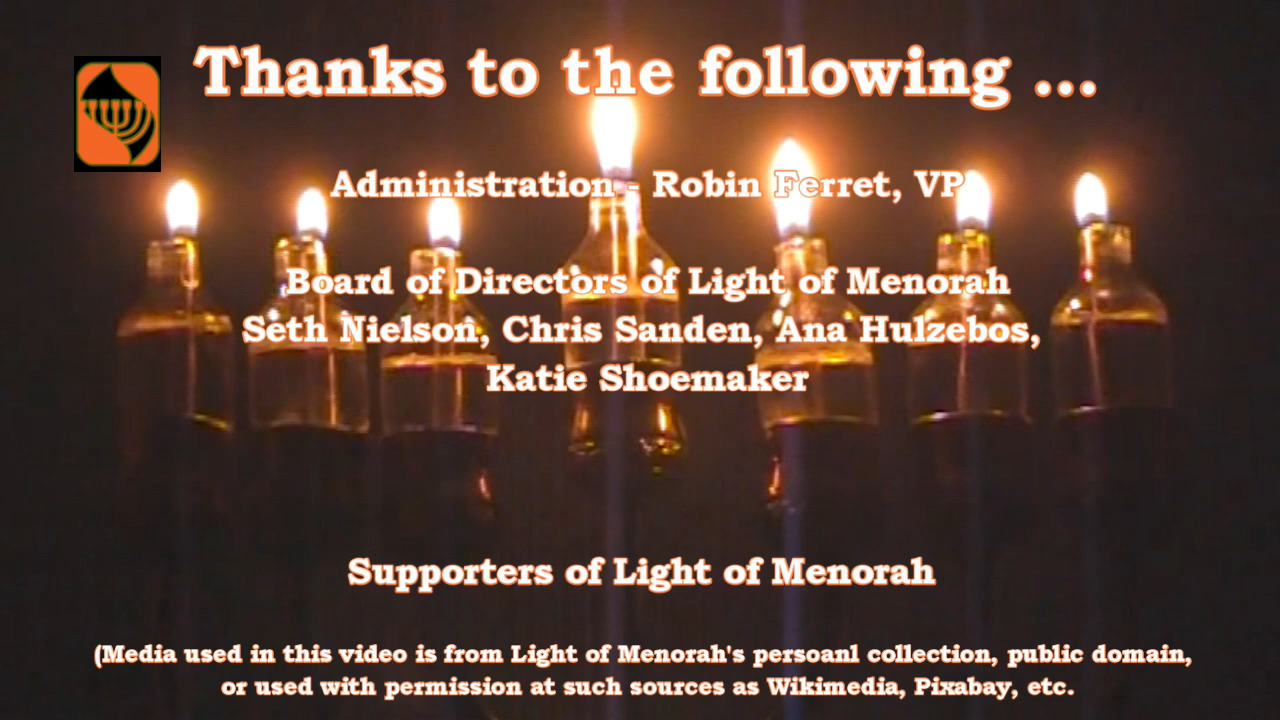 Thanks to the following ...
Administration - Robin Ferret, VP
Board of Directors of Light of Menorah
Seth Nielson, Chris Sanden, Ana Hulzebos,
Katie Shoemaker
Supporters of Light of Menorah
(Media used in this video is from Light of Menorah's persoanl collection, public domain,
or used with permission at such sources as Wikimedia, Pixabay, etc.